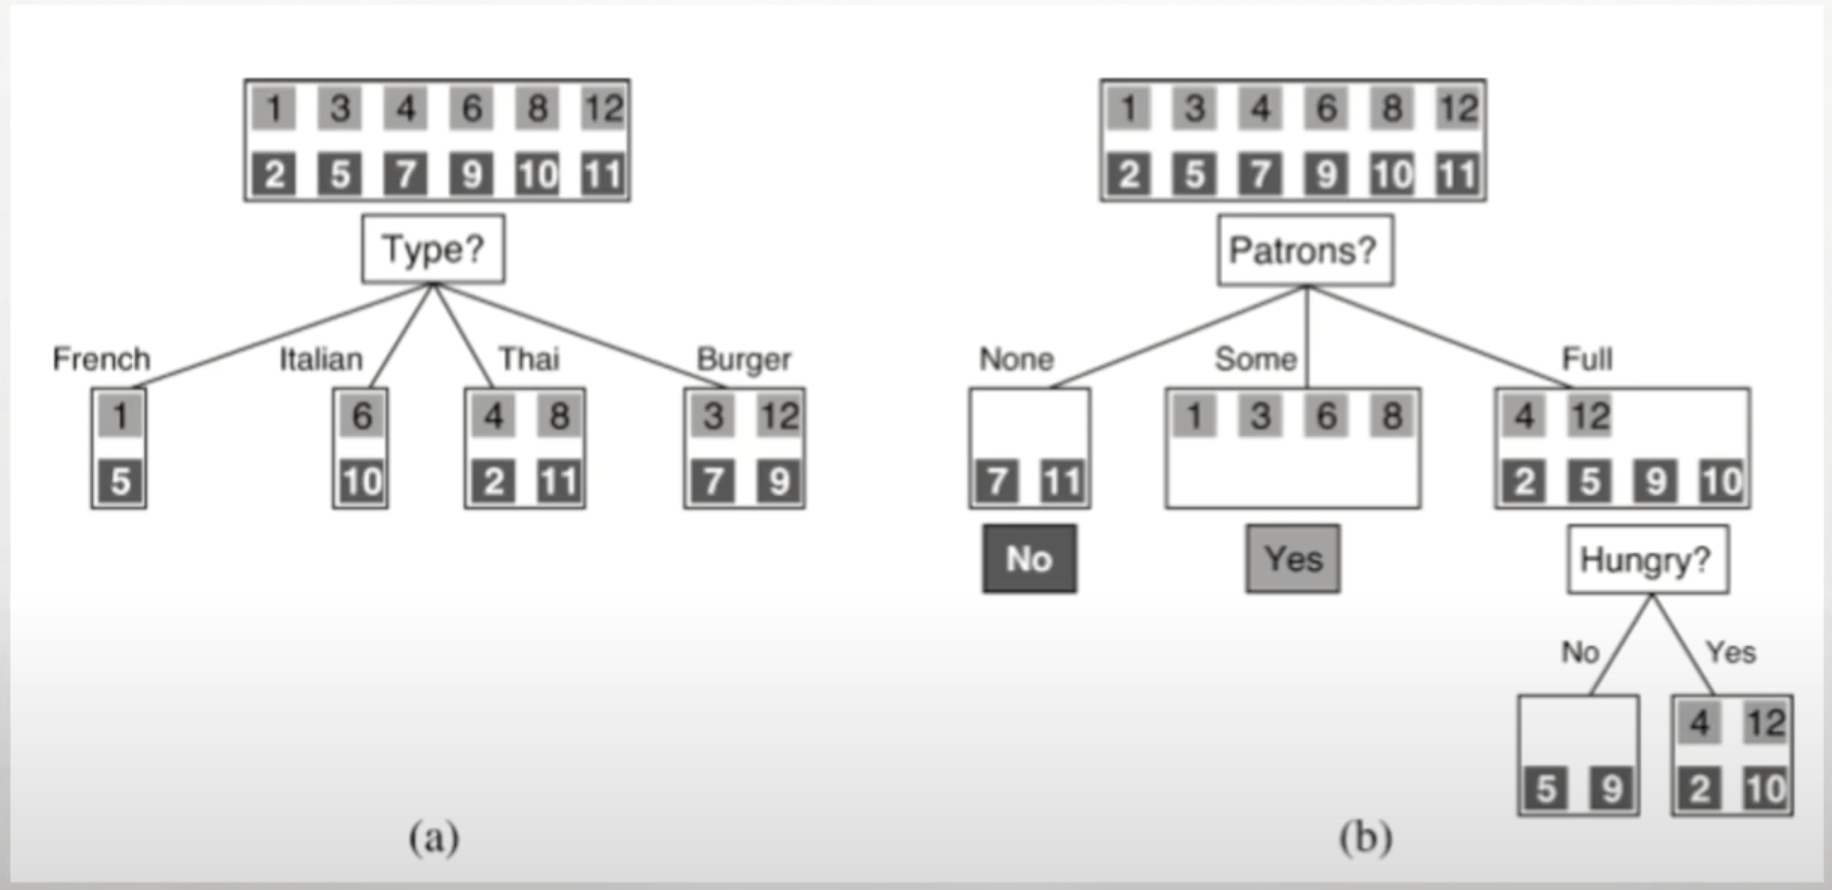 1 3 4 6 8 12
2 5 7 9 10 11
Type?
French Italian Thai Burger
1 6 4 8 3 12
5 10 2 11 7 9
(a)
1 3 4 6 8 12
2 5 7 9 10 11
Patrons?
None Some Full
1 3 6 8 4 12
7 11 2 5 9 10
No Yes Hungry?
No Yes
4 12
5 9 2 10
(b)